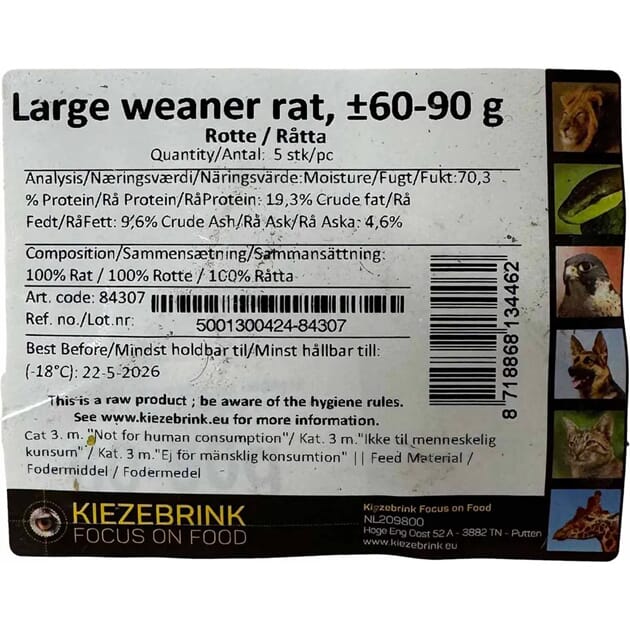 Large weaner rat, ±60-90 g
Rotte / Råtta
Quantity/Antal: 5 stk/pc
Analysis/Næringsværdi/Näringsvärde:Moisture/Fugt/Fukt:70,3
% Protein/Rå Protein/RåProtein: 19,3% Crude fat/Rå
Fedt/RåFett: 9,6% Crude Ash/Rå Ask/Rå Aska: 4,6%
Composition/Sammensætning/Sammansättning:
100% Rat / 100% Rotte / 100% Råtta
Art. code: 84307
Ref. no./Lot.nr:
5001300424-84307
Best Before/Mindst holdbar til/Minst hållbar till:
(-18°C): 22-5-2026
8 718868 134462
This is a raw product ; be aware of the hygiene rules.
See www.kiezebrink.eu for more information.
Cat 3. m. "Not for human consumption"/ Kat. 3 m."Ikke til menneskelig
kunsum" / Kat. 3 m."Ej för mänsklig konsumtion" || Feed Material /
Fodermiddel / Fodermedel
KIEZEBRINK
FOCUS ON FOOD
Kiezebrink Focus on Food
NL209800
Hoge Eng Oost 52 A - 3882 TN - Putten
www.kiezebrink.eu